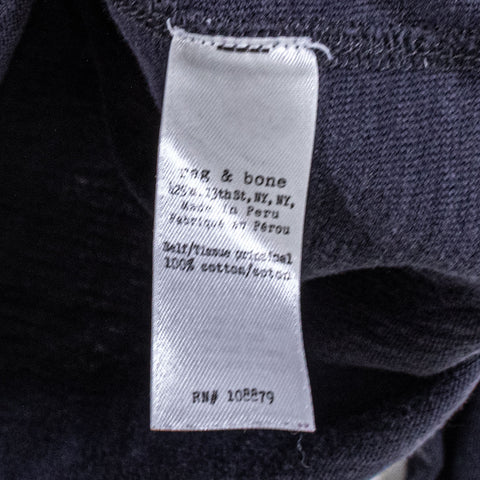 rag & bone
425 W. 13th St, NY, NY,
Made in Peru
Fabriqué au Pérou
Self/Tissue principal
100% cotton/coton
RN# 108879